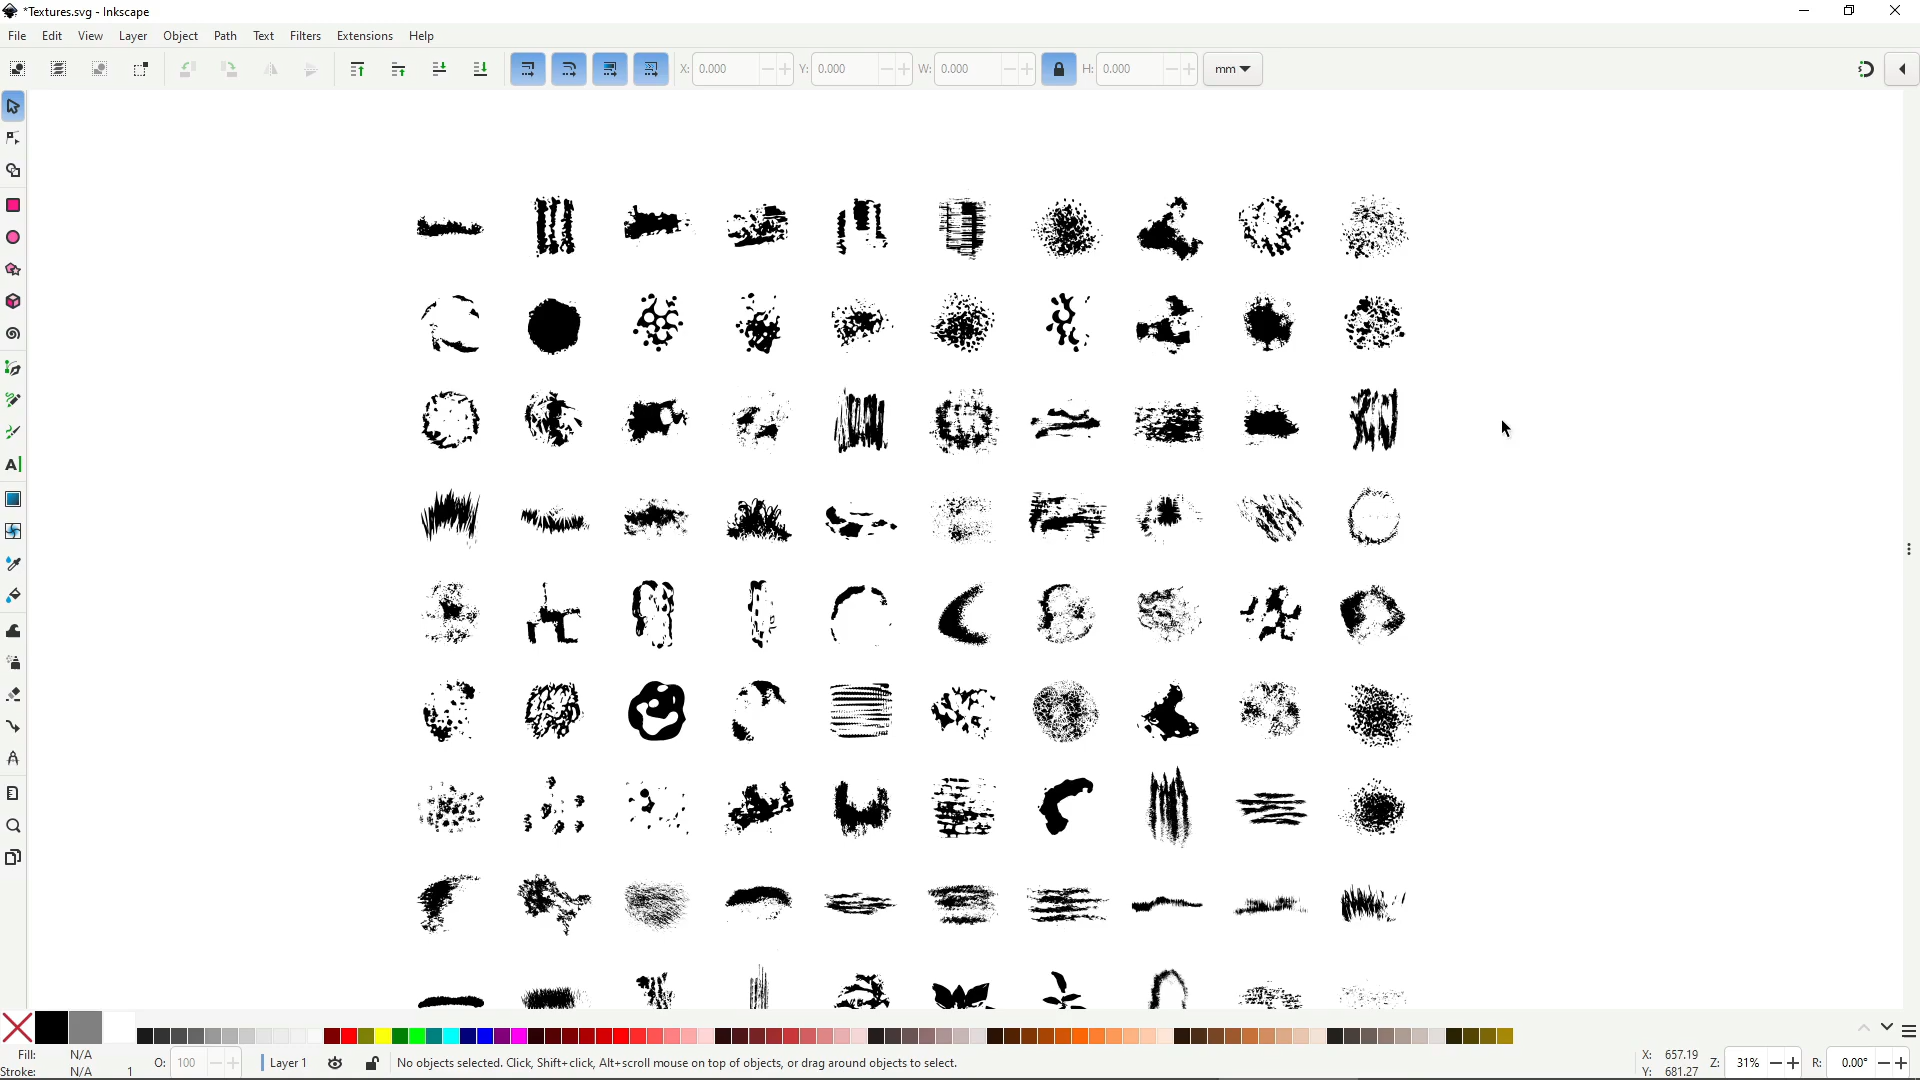 *Textures.svg - Inkscape
File Edit View Layer Object Path Text Filters Extensions Help
X: 0.000 Y: 0.000 W: 0.000 H: 0.000 mm
Fill: N/A
Stroke: N/A 1
O: 100
Layer 1
No objects selected. Click, Shift+click, Alt+scroll mouse on top of objects, or drag around objects to select.
X: 657.19
Y: 681.27
Z: 31%
R: 0.00°